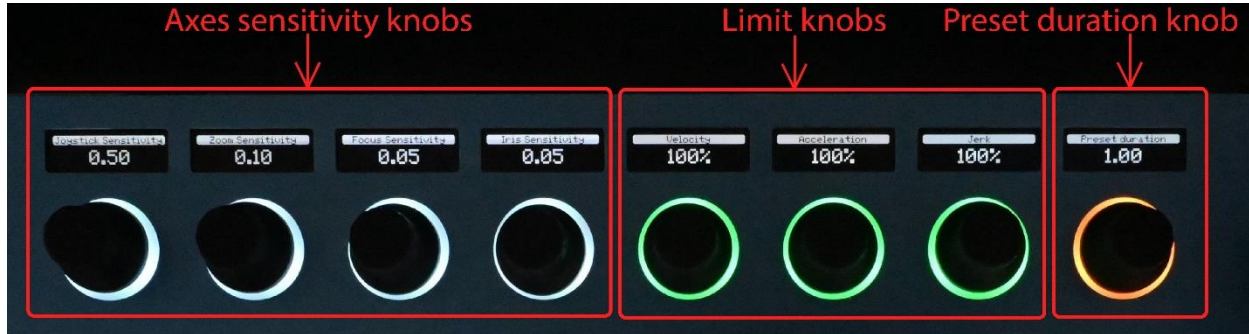 Axes sensitivity knobs
Limit knobs
Preset duration knob
Joystick Sensitivity
0.50
Zoom Sensitivity
0.10
Focus Sensitivity
0.05
Iris Sensitivity
0.05
Velocity
100%
Acceleration
100%
Jerk
100%
Preset duration
1.00